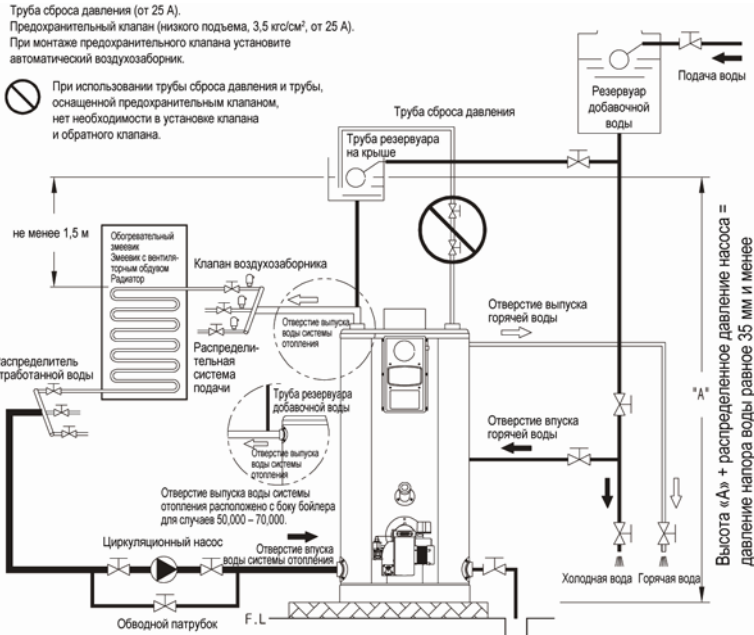 Труба сброса давления (от 25 А).
Предохранительный клапан (низкого подъема, 3,5 кгс/см², от 25 А).
При монтаже предохранительного клапана установите
автоматический воздухозаборник.
При использовании трубы сброса давления и трубы,
оснащенной предохранительным клапаном,
нет необходимости в установке клапана
и обратного клапана.
Подача воды
Резервуар
добавочной
воды
Труба сброса давления
Труба резервуара
на крыше
не менее 1,5 м
Обогревательный
змеевик
Змеевик с вентиля-
торным обдувом
Радиатор
Клапан воздухозаборника
Отверстие выпуска
воды системы
отопления
Распредели-
тельная
система
подачи
аспределитель
тработанной воды
Труба резервуара
добавочной воды
Отверстие выпуска
воды системы
отопления
Отверстие выпуска воды системы
отопления расположено с боку бойлера
для случаев 50,000 – 70,000.
Отверстие выпуска
горячей воды
Отверстие впуска
горячей воды
"А"
Высота «А» + распределенное давление насоса =
давление напора воды равное 35 мм и менее
Циркуляционный насос
Отверстие впуска
воды системы отопления
Обводной патрубок
F.L
Холодная вода
Горячая вода